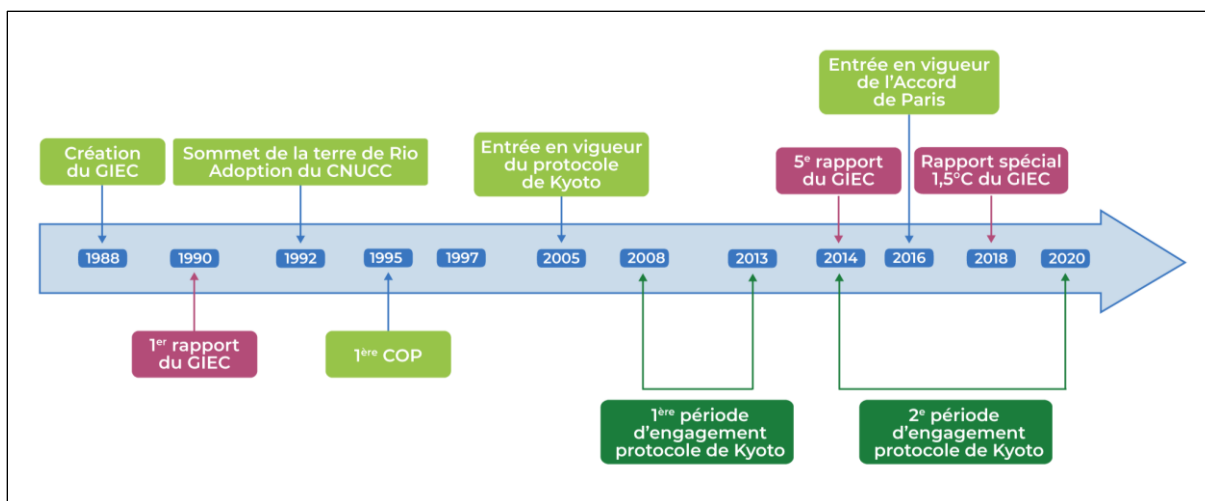 Entrée en vigueur
de l'Accord
de Paris
Création
du GIEC
Sommet de la terre de Rio
Adoption du CNUCC
Entrée en vigueur
du protocole
de Kyoto
5e rapport
du GIEC
Rapport spécial
1,5°C du GIEC
1988
1990
1992
1995
1997
2005
2008
2013
2014
2016
2018
2020
1er rapport
du GIEC
1ère COP
1ère période
d'engagement
protocole de Kyoto
2e période
d'engagement
protocole de Kyoto